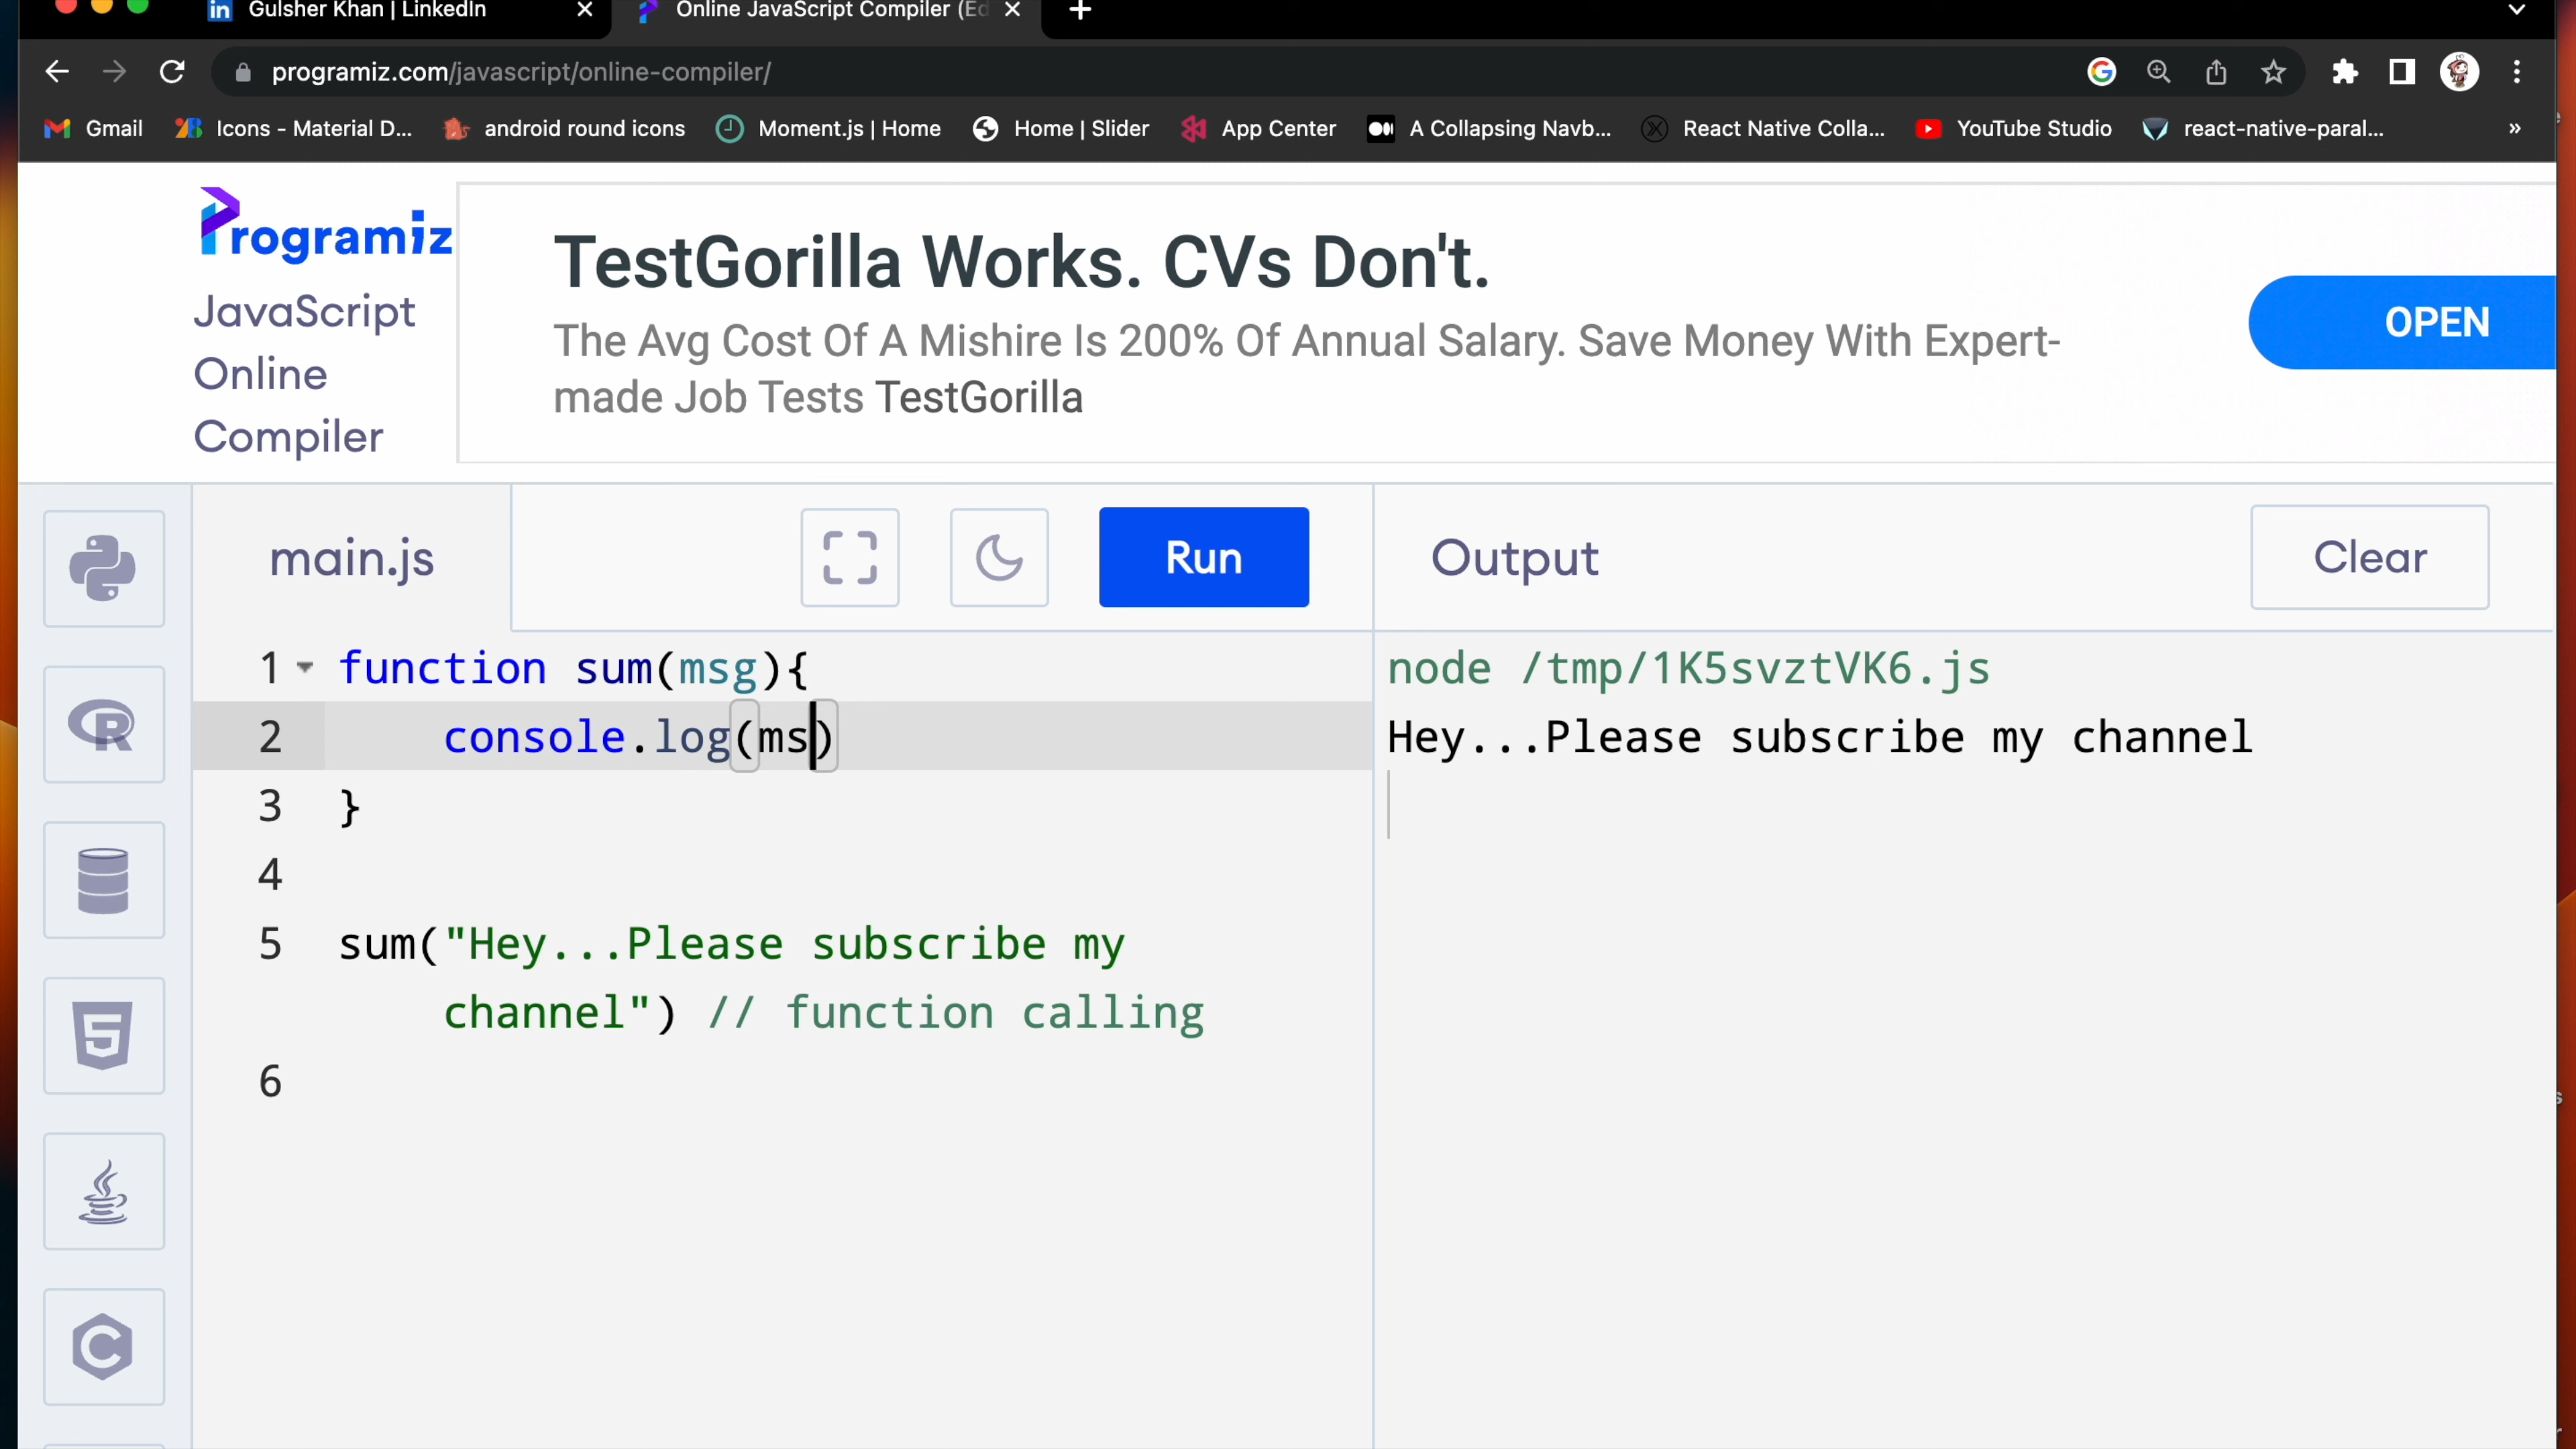 Gulsher Khan | LinkedIn
Online JavaScript Compiler (Ed
programiz.com/javascript/online-compiler/
Gmail
Icons - Material D...
android round icons
Moment.js | Home
Home | Slider
App Center
A Collapsing Navb...
React Native Colla...
YouTube Studio
react-native-paral...
»
Programiz
JavaScript
Online
Compiler
TestGorilla Works. CVs Don't.
The Avg Cost Of A Mishire Is 200% Of Annual Salary. Save Money With Expert-
made Job Tests TestGorilla
OPEN
main.js
Run
Output
Clear
1 function sum(msg){
2 console.log(ms)
3 }
4
5 sum("Hey...Please subscribe my
channel") // function calling
6
node /tmp/1K5svztVK6.js
Hey...Please subscribe my channel